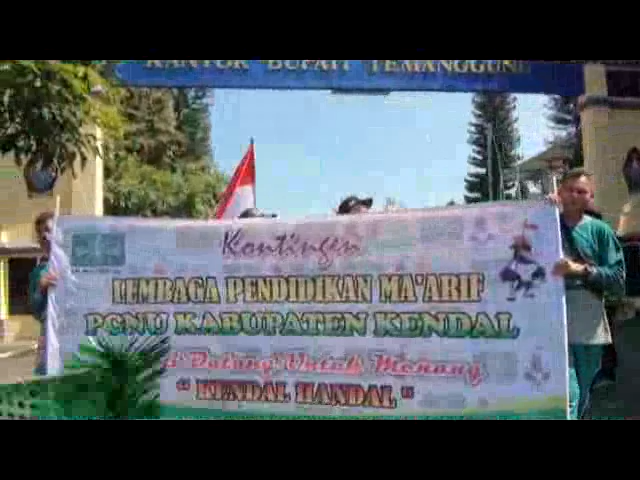 KANTOR BUPATI TEMANGGUNG
Kontingen
LEMBAGA PENDIDIKAN MA'ARIF
PCNU KABUPATEN KENDAL
Datang Untuk Menang
" KENDAL HANDAL "